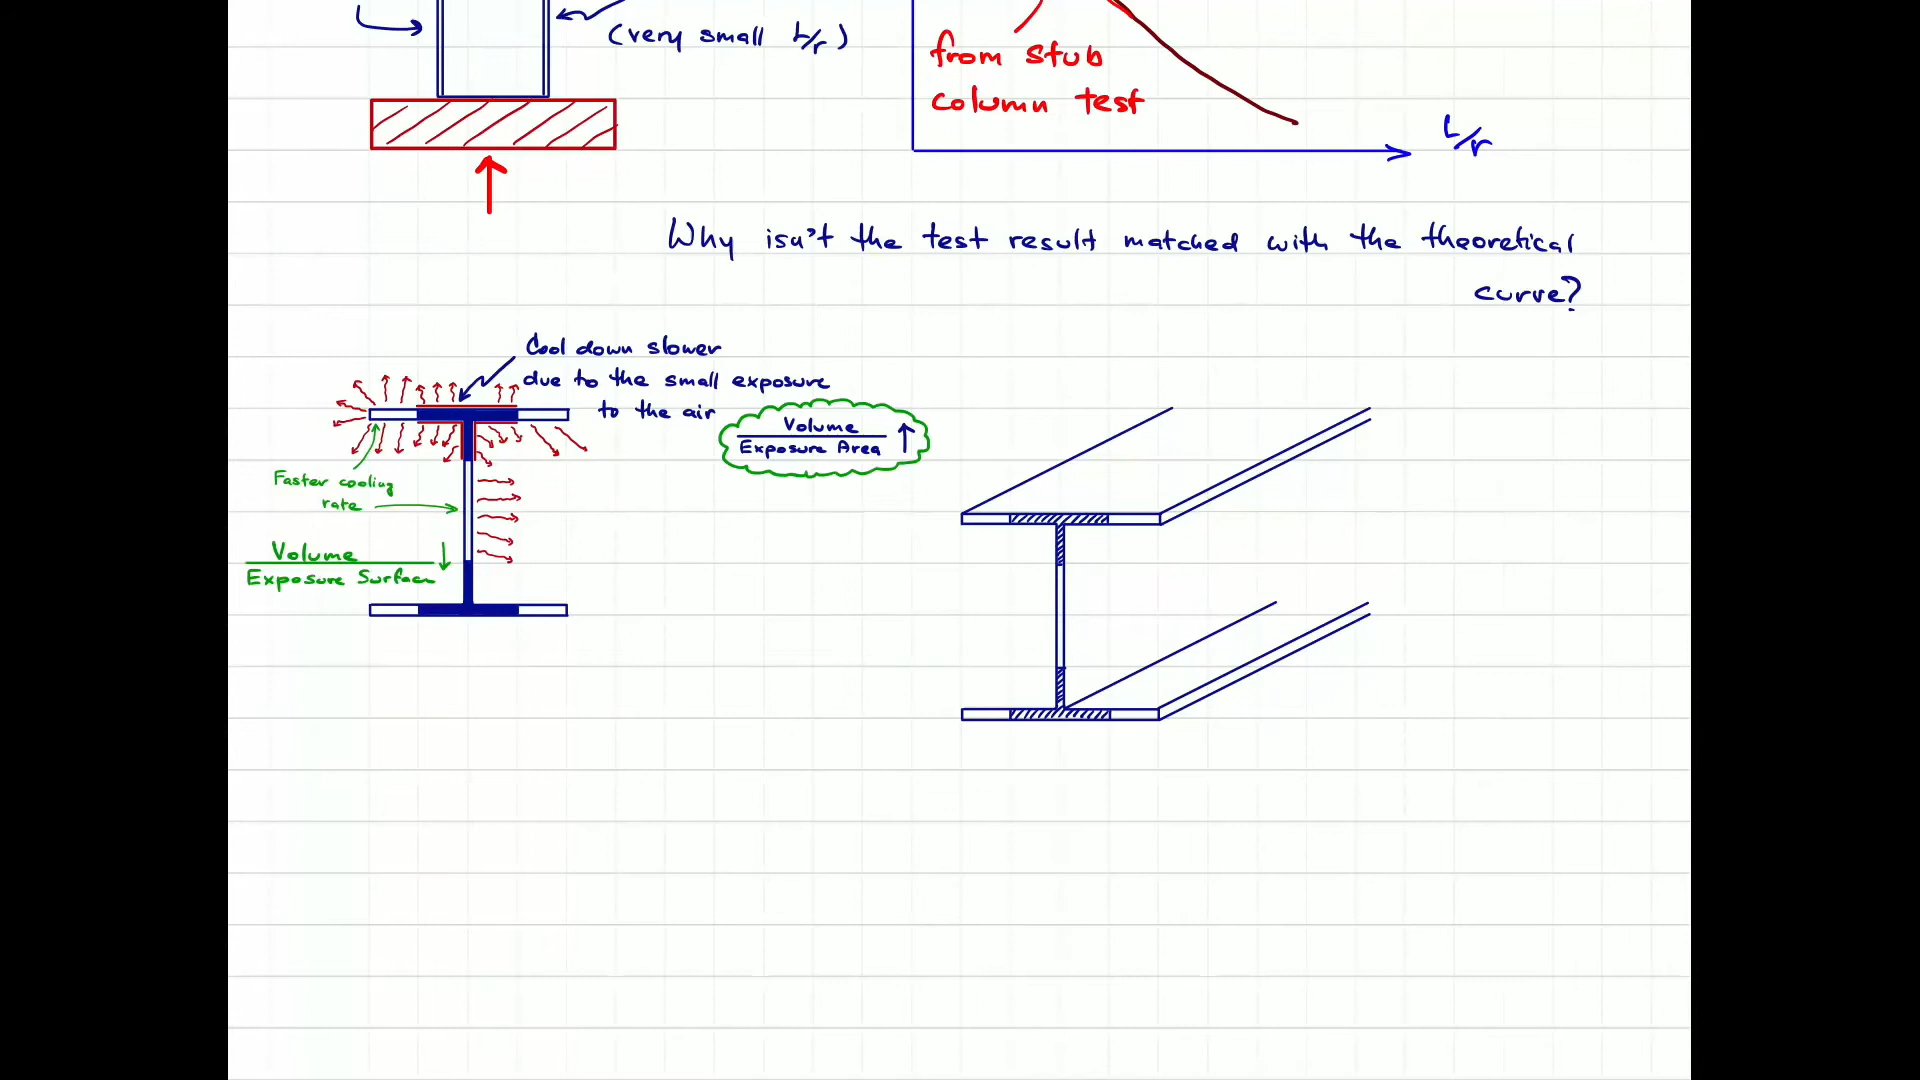 (very small L/r)
from stub
column test
L/r
Why isn't the test result matched with the theoretical
curve?
Cool down slower
due to the small exposure
to the air
Volume
Exposure Area ↑
Faster cooling
rate
Volume
Exposure Surface ↓